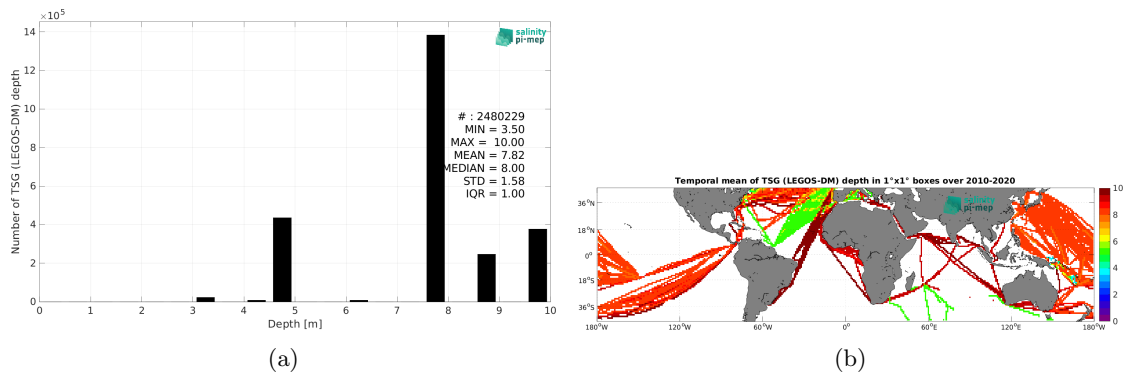 ×10⁵
14
12
10
8
6
4
2
0
Number of TSG (LEGOS-DM) depth
0 1 2 3 4 5 6 7 8 9 10
Depth [m]
salinity
pi-mep
# : 2480229
MIN = 3.50
MAX = 10.00
MEAN = 7.82
MEDIAN = 8.00
STD = 1.58
IQR = 1.00
(a)
Temporal mean of TSG (LEGOS-DM) depth in 1°x1° boxes over 2010-2020
salinity
pi-mep
36°N
18°N
0°
18°S
36°S
180°W 120°W 60°W 0° 60°E 120°E 180°W
10
8
6
4
2
0
(b)